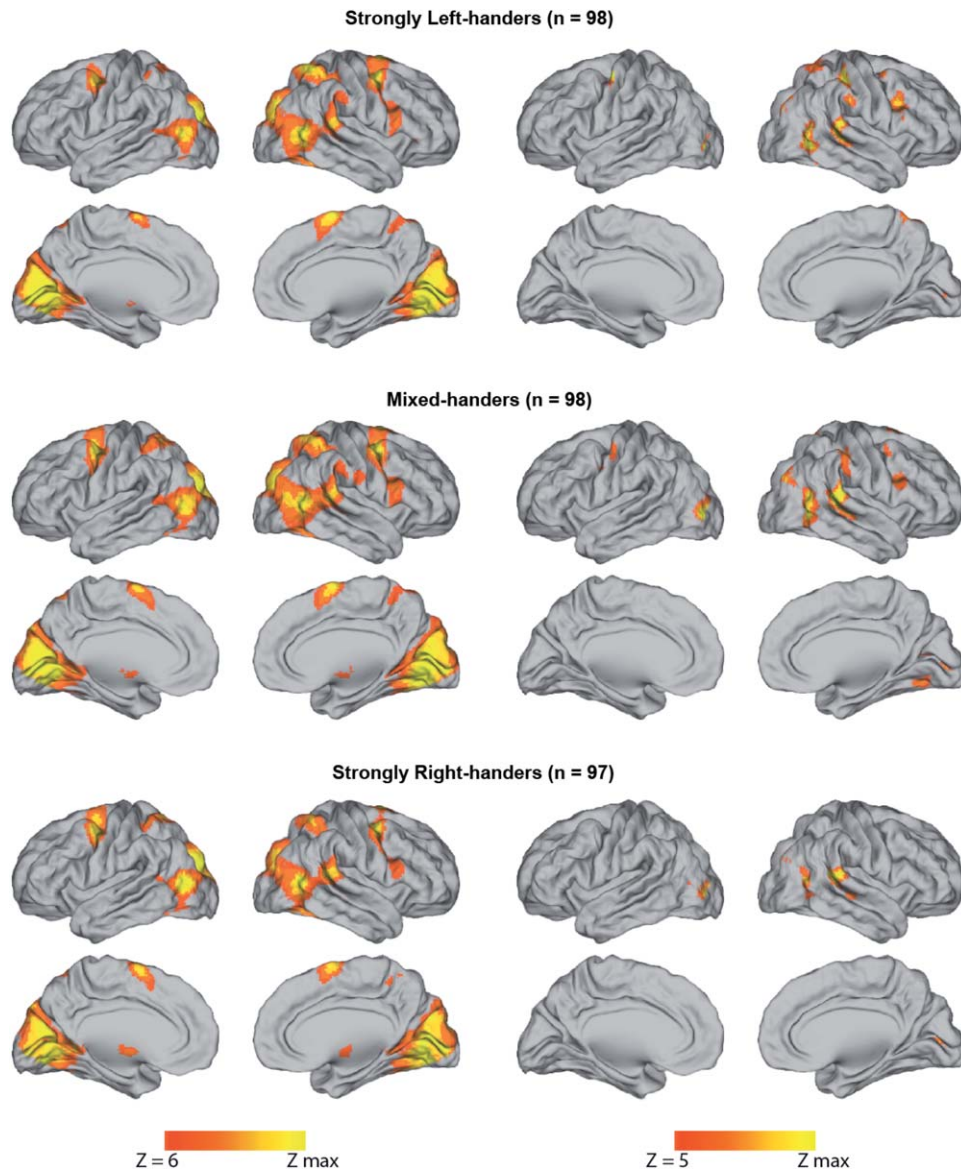 Strongly Left-handers (n = 98)
Mixed-handers (n = 98)
Strongly Right-handers (n = 97)
Z = 6 Z max Z = 5 Z max